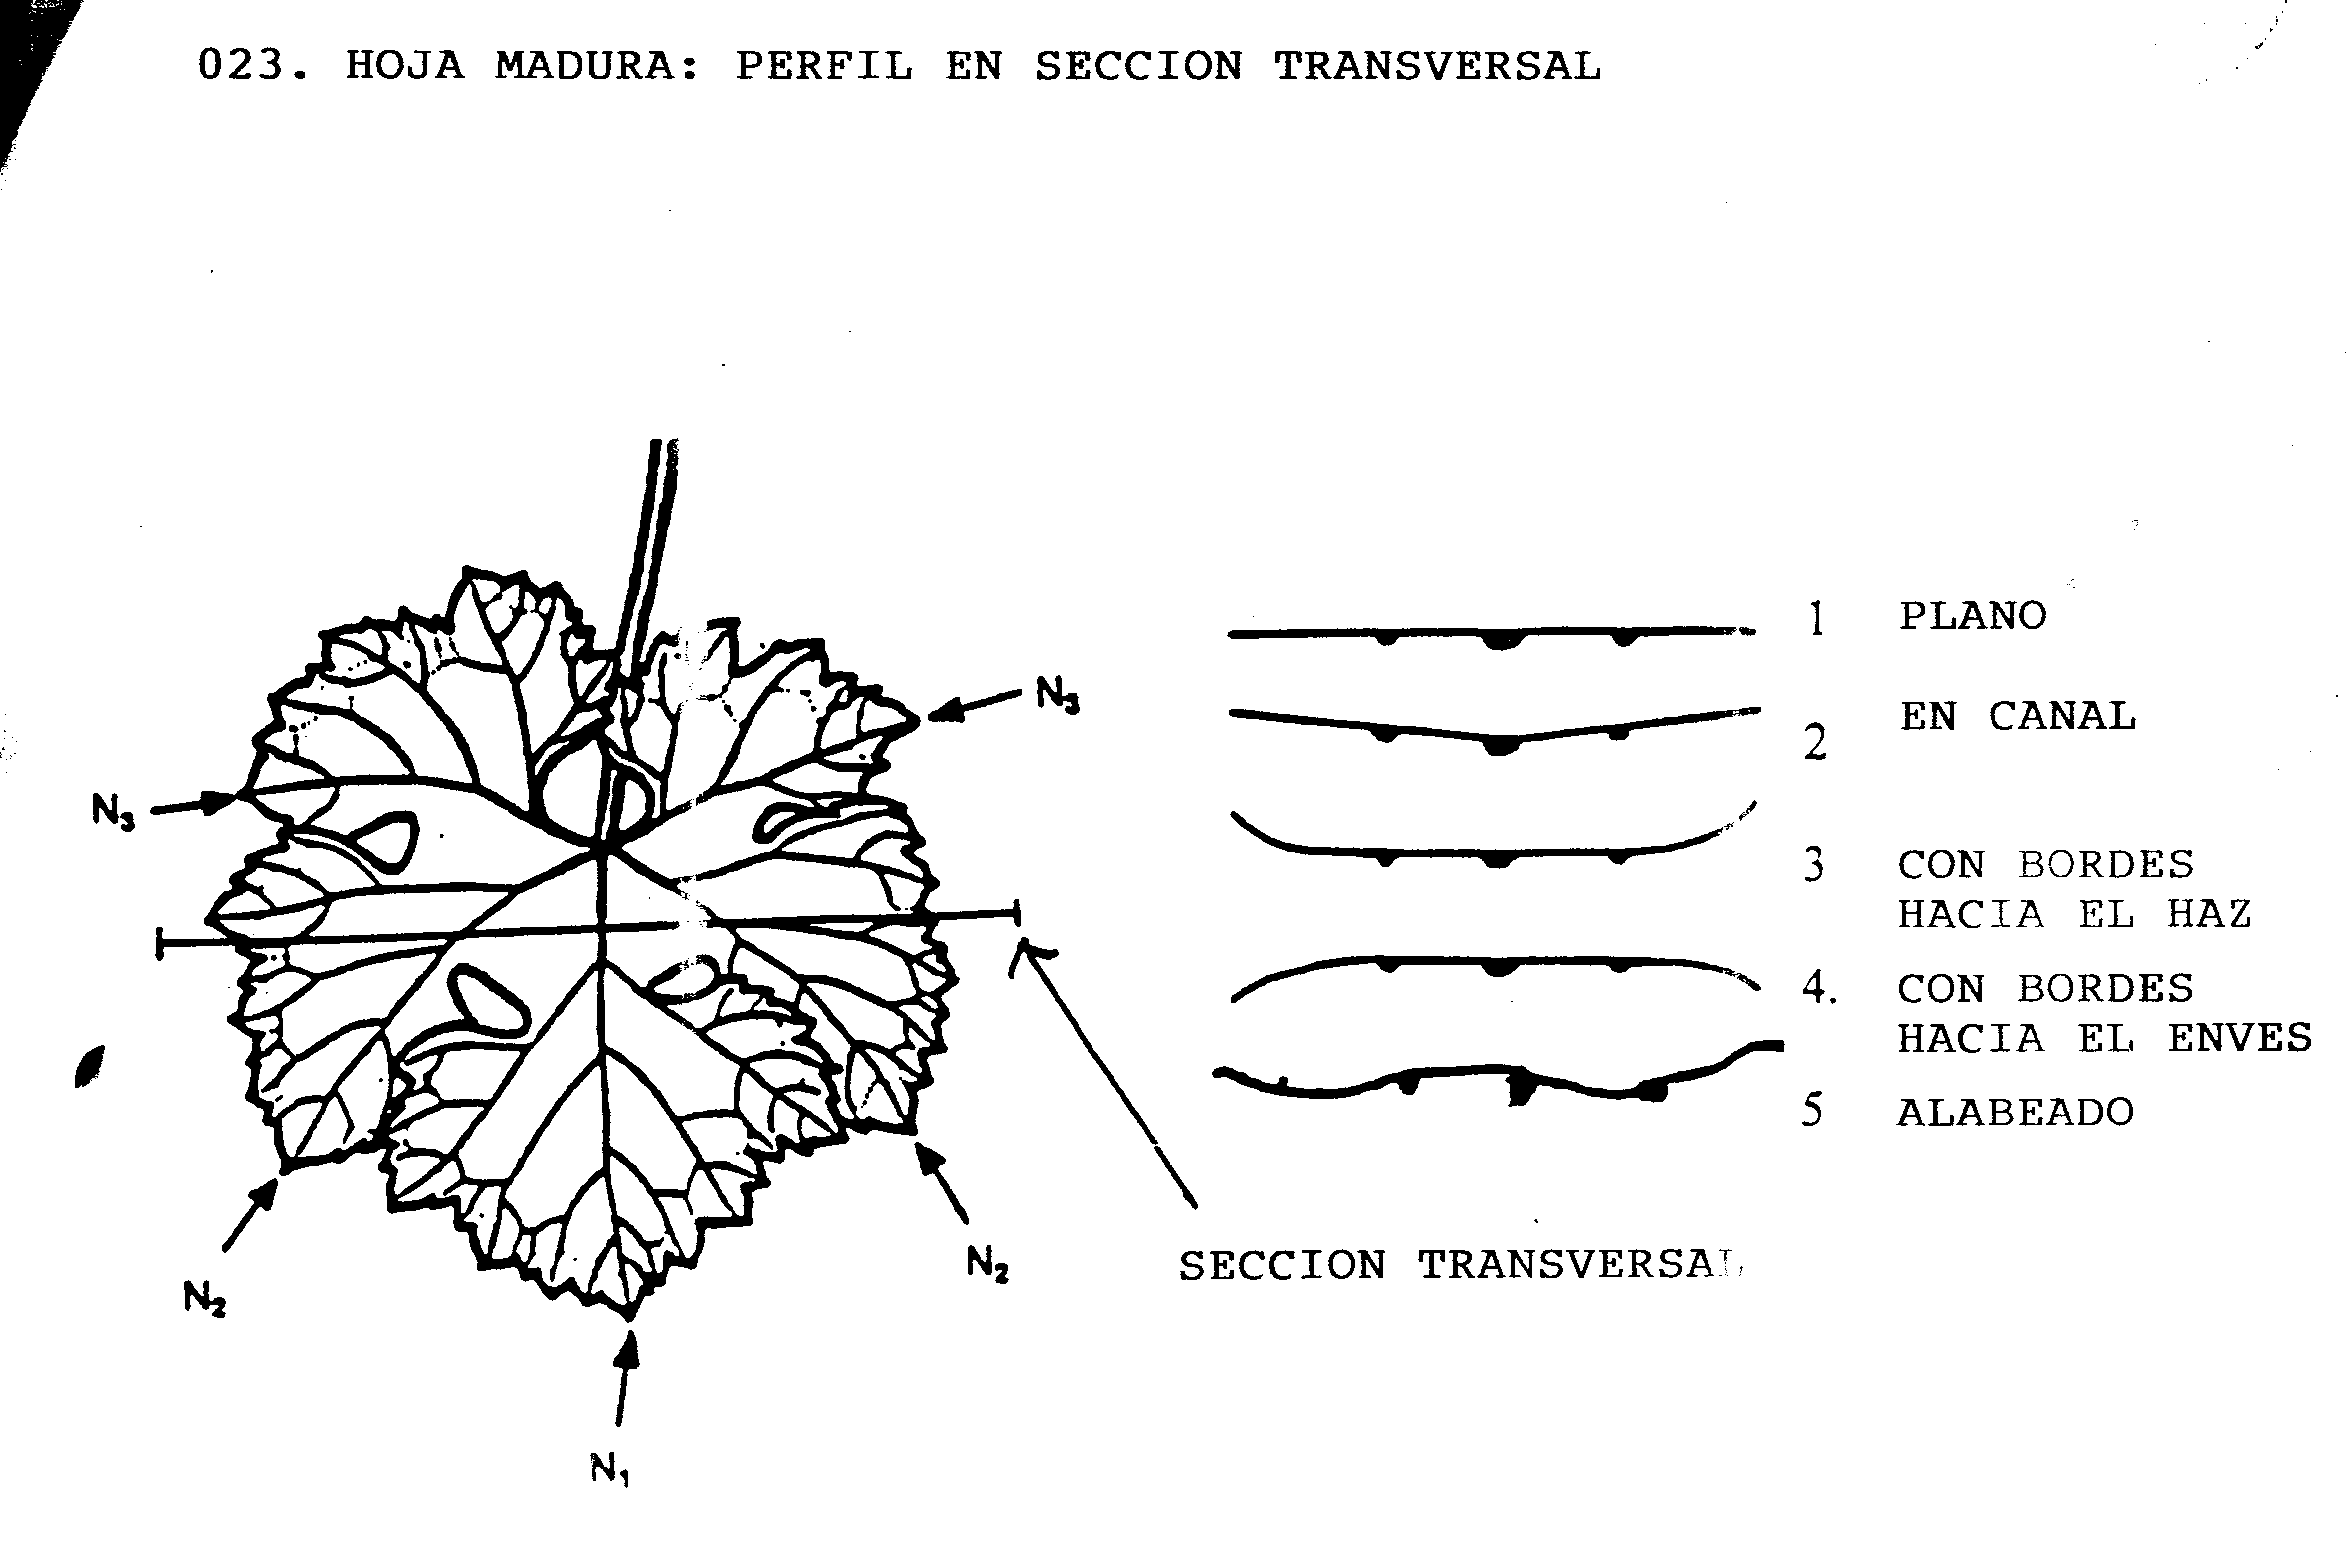 023. HOJA MADURA: PERFIL EN SECCION TRANSVERSAL
N3
N3
N2
N2
N1
1 PLANO
2 EN CANAL
3 CON BORDES
HACIA EL HAZ
4. CON BORDES
HACIA EL ENVES
5 ALABEADO
SECCION TRANSVERSAL